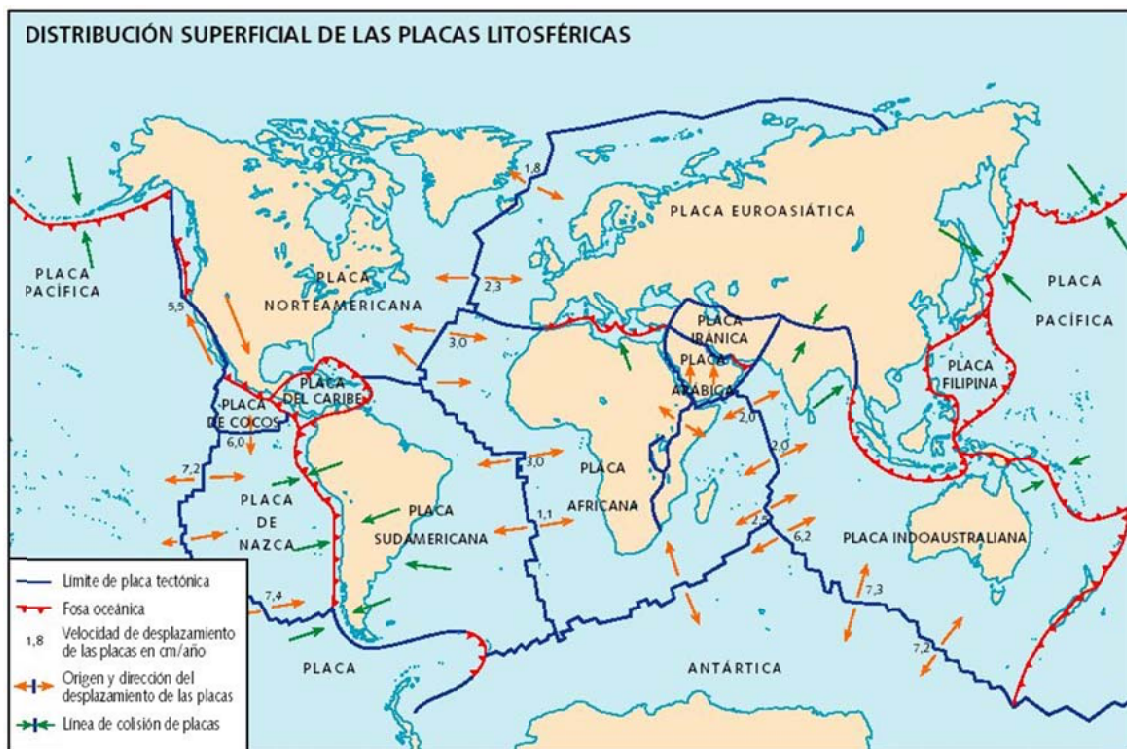 DISTRIBUCIÓN SUPERFICIAL DE LAS PLACAS LITOSFÉRICAS
1,8
PLACA EUROASIÁTICA
PLACA
PACÍFICA
PLACA
NORTEAMERICANA
2,3
5,5
3,0
PLACA
IRÁNICA
PLACA
ARÁBICA
PLACA
PACÍFICA
PLACA
FILIPINA
PLACA
DEL CARIBE
PLACA
DE COCOS
6,0
7,2
2,0
2,0
3,0
PLACA
AFRICANA
PLACA
DE
NAZCA
PLACA
SUDAMERICANA
1,1
2,5
6,2
PLACA INDOAUSTRALIANA
7,4
7,3
7,2
PLACA
ANTÁRTICA
Límite de placa tectónica
Fosa oceánica
1,8
Velocidad de desplazamiento
de las placas en cm/año
Origen y dirección del
desplazamiento de las placas
Línea de colisión de placas